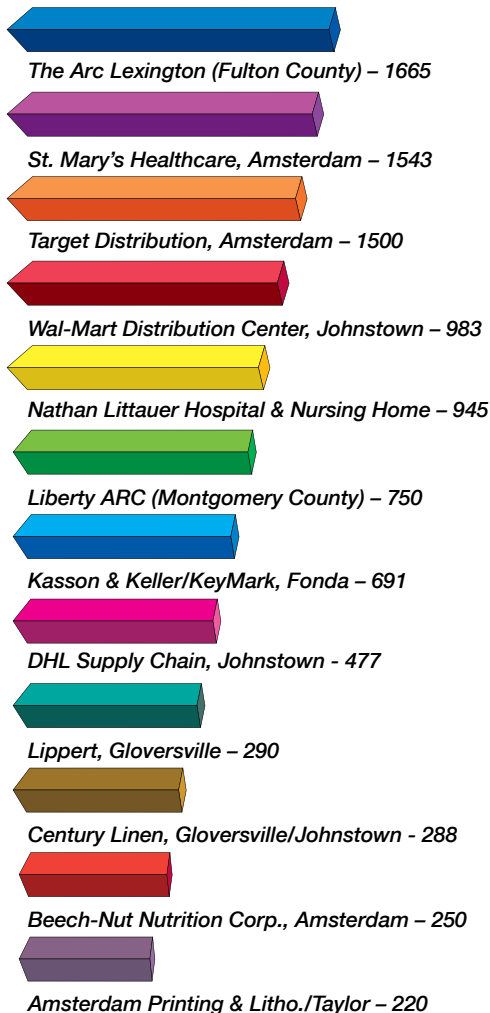 The Arc Lexington (Fulton County) – 1665
St. Mary's Healthcare, Amsterdam – 1543
Target Distribution, Amsterdam – 1500
Wal-Mart Distribution Center, Johnstown – 983
Nathan Littauer Hospital & Nursing Home – 945
Liberty ARC (Montgomery County) – 750
Kasson & Keller/KeyMark, Fonda – 691
DHL Supply Chain, Johnstown - 477
Lippert, Gloversville – 290
Century Linen, Gloversville/Johnstown - 288
Beech-Nut Nutrition Corp., Amsterdam – 250
Amsterdam Printing & Litho./Taylor – 220